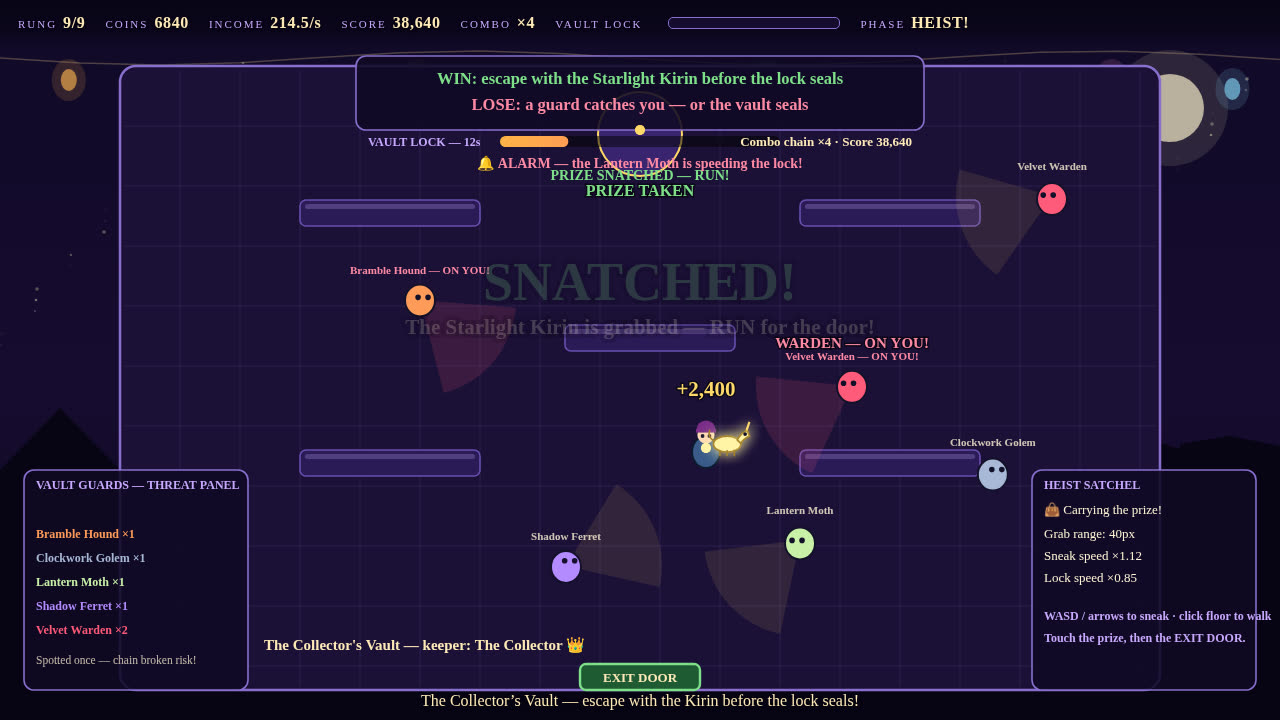 RUNG 9/9 COINS 6840 INCOME 214.5/s SCORE 38,640 COMBO ×4 VAULT LOCK PHASE HEIST!
WIN: escape with the Starlight Kirin before the lock seals
LOSE: a guard catches you — or the vault seals
VAULT LOCK — 12s
Combo chain ×4 · Score 38,640
🔔 ALARM — the Lantern Moth is speeding the lock!
PRIZE SNATCHED — RUN!
PRIZE TAKEN
Velvet Warden
Bramble Hound — ON YOU!
SNATCHED!
The Starlight Kirin is grabbed — RUN for the door!
WARDEN — ON YOU!
Velvet Warden — ON YOU!
+2,400
Clockwork Golem
Lantern Moth
Shadow Ferret
VAULT GUARDS — THREAT PANEL
Bramble Hound ×1
Clockwork Golem ×1
Lantern Moth ×1
Shadow Ferret ×1
Velvet Warden ×2
Spotted once — chain broken risk!
HEIST SATCHEL
👜 Carrying the prize!
Grab range: 40px
Sneak speed ×1.12
Lock speed ×0.85
WASD / arrows to sneak · click floor to walk
Touch the prize, then the EXIT DOOR.
The Collector's Vault — keeper: The Collector 👑
EXIT DOOR
The Collector’s Vault — escape with the Kirin before the lock seals!